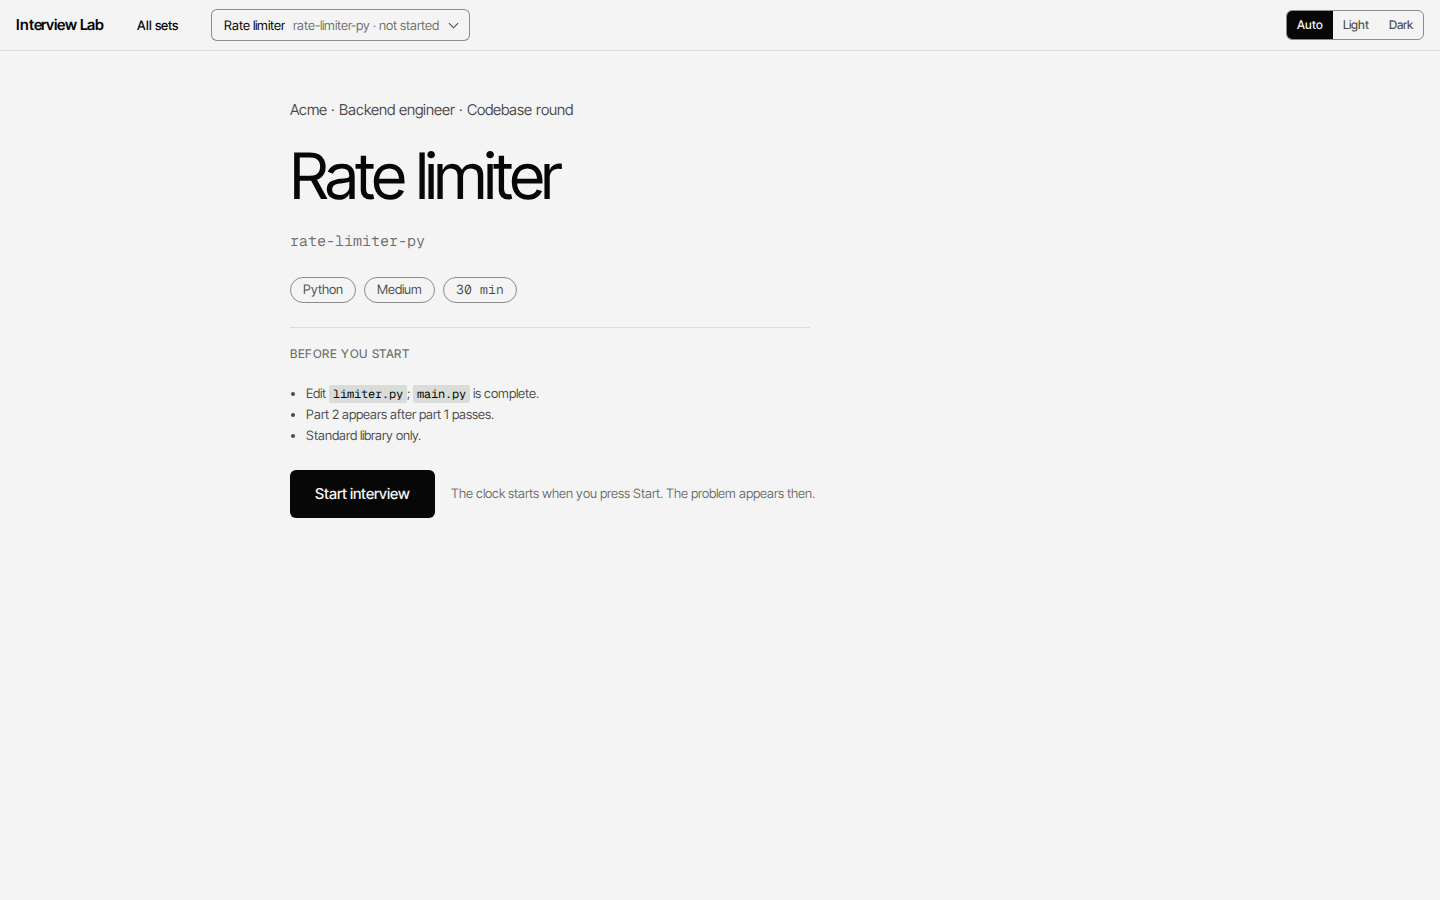 Interview Lab
All sets
Rate limiter rate-limiter-py · not started
Auto Light Dark
Acme · Backend engineer · Codebase round
Rate limiter
rate-limiter-py
Python Medium 30 min
BEFORE YOU START
• Edit limiter.py; main.py is complete.
• Part 2 appears after part 1 passes.
• Standard library only.
Start interview
The clock starts when you press Start. The problem appears then.